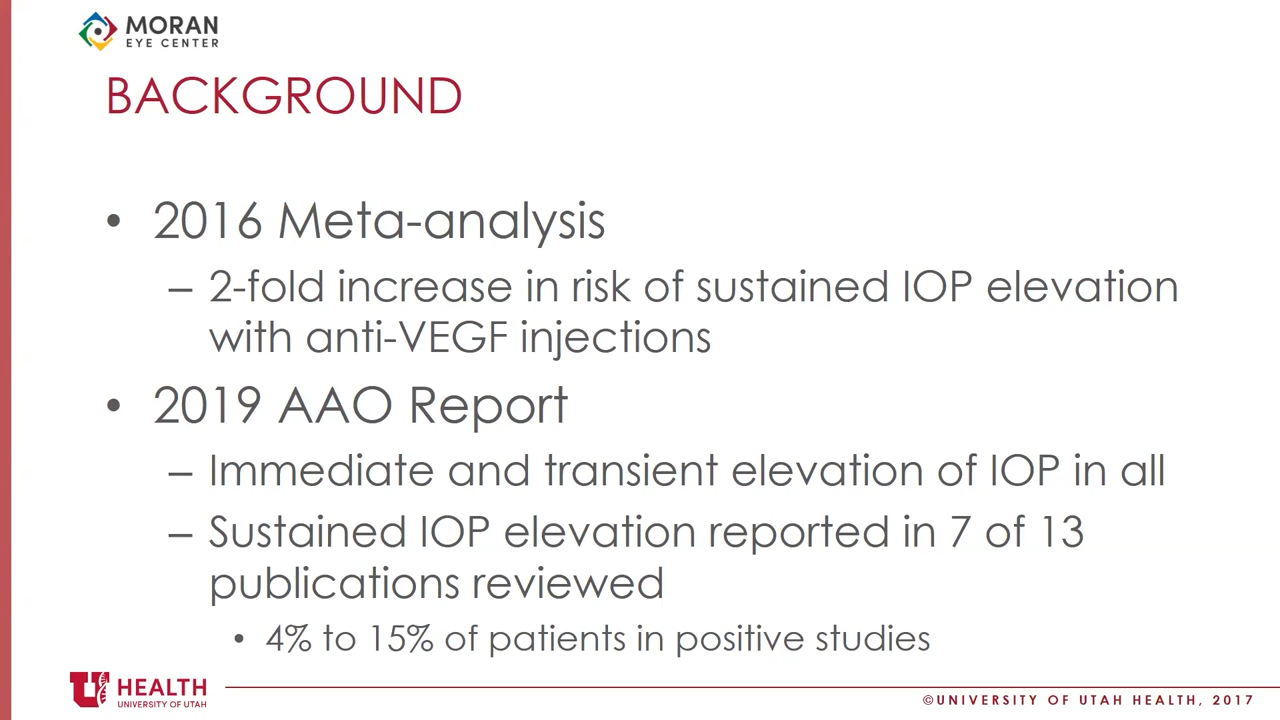 MORAN
EYE CENTER
BACKGROUND
• 2016 Meta-analysis
– 2-fold increase in risk of sustained IOP elevation
with anti-VEGF injections
• 2019 AAO Report
– Immediate and transient elevation of IOP in all
– Sustained IOP elevation reported in 7 of 13
publications reviewed
• 4% to 15% of patients in positive studies
U HEALTH
UNIVERSITY OF UTAH
©UNIVERSITY OF UTAH HEALTH, 2017